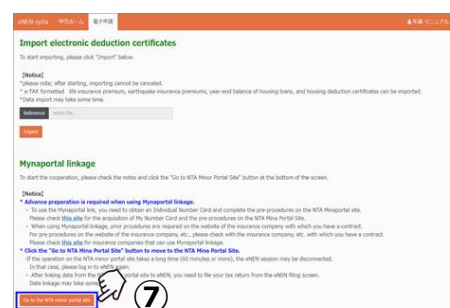 eNEN sylla 申告ホーム 電子申請
年調 マニュアル
Import electronic deduction certificates
To start importing, please click "Import" below.
【Notice】
*please note; after starting, importing cannot be canceled.
* e-TAX formatted life insurance premium, earthquake insurance premiums, year-end balance of housing loans, and housing deduction certificates can be imported.
*Data import may take some time.
Reference select file...
Import
Mynaportal linkage
To start the cooperation, please check the notes and click the "Go to NTA Minor Portal Site" button at the bottom of the screen.
【Notice】
* Advance preparation is required when using Mynaportal linkage.
- To use the Mynaportal link, you need to obtain an Individual Number Card and complete the pre-procedures on the NTA Minaportal site.
Please check this site for the acquisition of My Number Card and the pre-procedures on the NTA Mina Portal Site.
- When using Mynaportal linkage, prior procedures are required on the website of the insurance company with which you have a contract.
For pre-procedures on the website of the insurance company, etc., please check with the insurance company, etc. with which you have a contract.
Please check this site for insurance companies that can use Mynaportal linkage.
* Click the "Go to NTA Mina Portal Site" button to move to the NTA Mina Portal Site.
-If the operation on the NTA minor portal site takes a long time (60 minutes or more), the eNEN session may be disconnected.
In that case, please log in to eNEN again.
- After linking data from the NTA portal site to eNEN, you need to file your tax return from the eNEN filing screen.
Data linkage may take some
Go to the NTA minor portal site
⑦